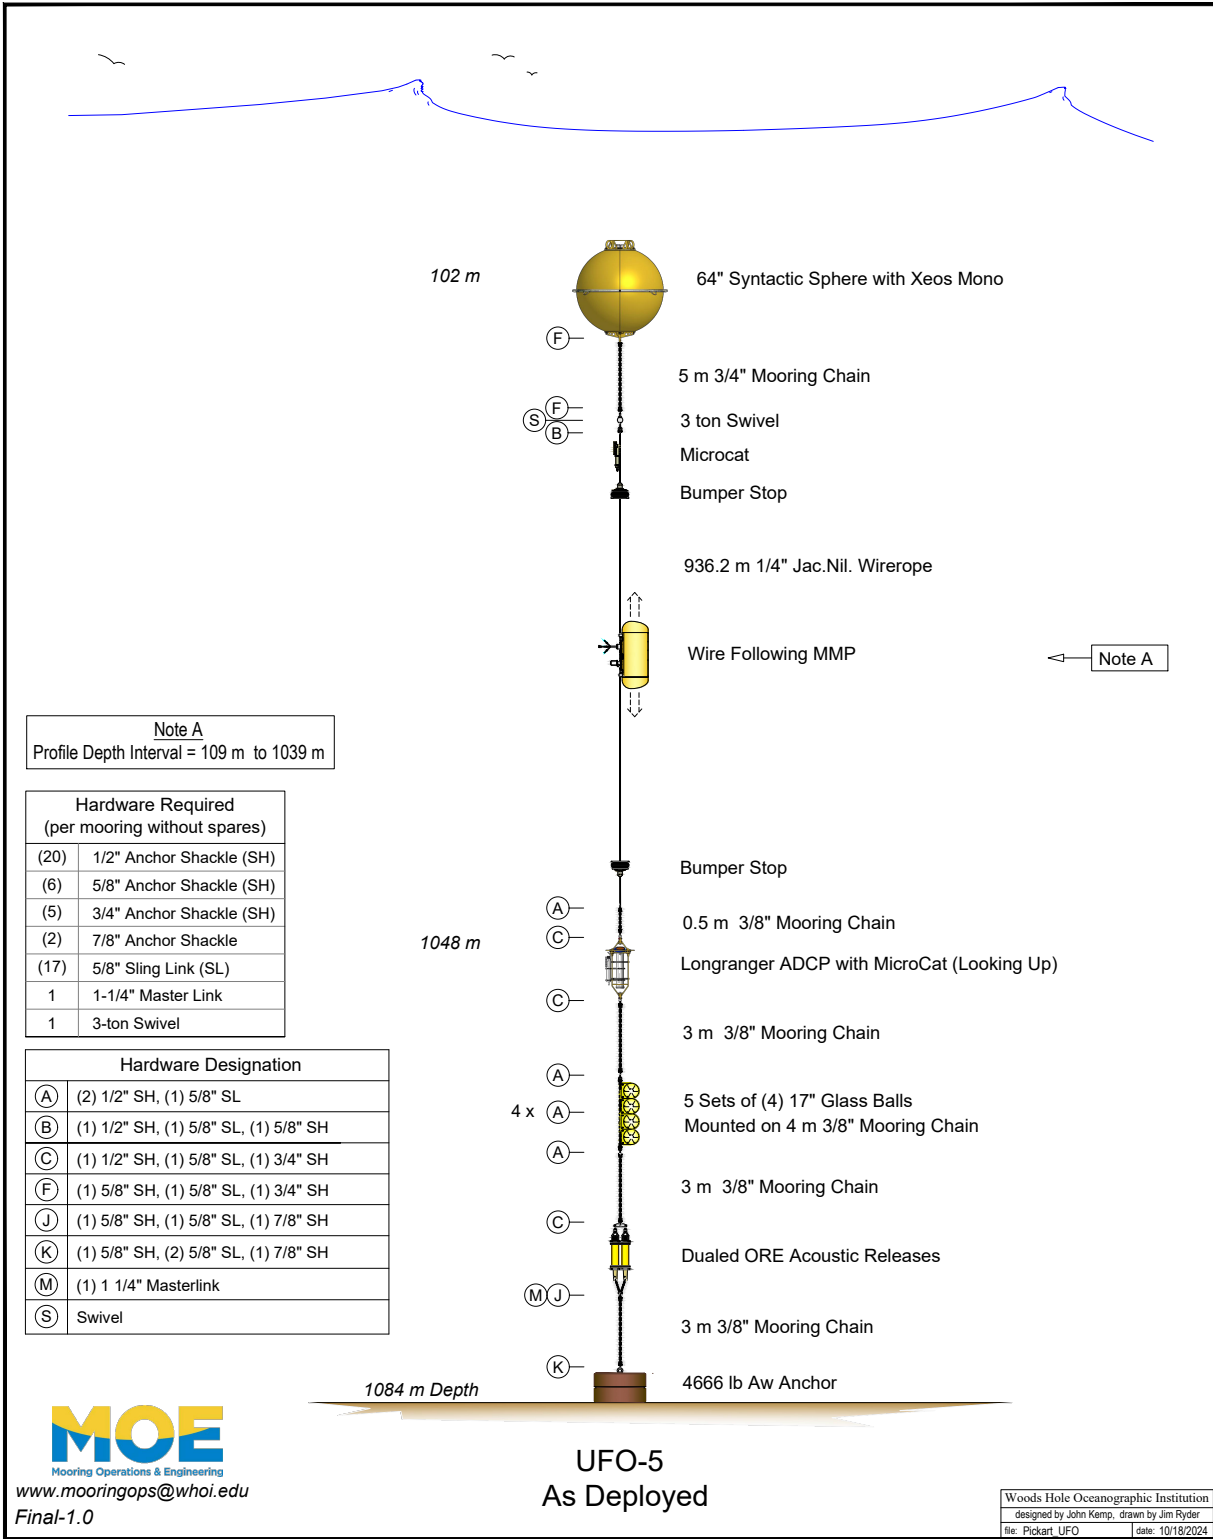 102 m
64" Syntactic Sphere with Xeos Mono
F
5 m 3/4" Mooring Chain
F
S
3 ton Swivel
B
Microcat
Bumper Stop
936.2 m 1/4" Jac.Nil. Wirerope
Wire Following MMP
Note A
Note A
Profile Depth Interval = 109 m to 1039 m
Hardware Required
(per mooring without spares)
(20) 1/2" Anchor Shackle (SH)
(6) 5/8" Anchor Shackle (SH)
(5) 3/4" Anchor Shackle (SH)
(2) 7/8" Anchor Shackle
(17) 5/8" Sling Link (SL)
1 1-1/4" Master Link
1 3-ton Swivel
Bumper Stop
A
0.5 m 3/8" Mooring Chain
C
1048 m
Longranger ADCP with MicroCat (Looking Up)
C
3 m 3/8" Mooring Chain
A
4 x A
5 Sets of (4) 17" Glass Balls
Mounted on 4 m 3/8" Mooring Chain
A
3 m 3/8" Mooring Chain
C
Dualed ORE Acoustic Releases
M J
3 m 3/8" Mooring Chain
K
4666 lb Aw Anchor
1084 m Depth
Hardware Designation
A (2) 1/2" SH, (1) 5/8" SL
B (1) 1/2" SH, (1) 5/8" SL, (1) 5/8" SH
C (1) 1/2" SH, (1) 5/8" SL, (1) 3/4" SH
F (1) 5/8" SH, (1) 5/8" SL, (1) 3/4" SH
J (1) 5/8" SH, (1) 5/8" SL, (1) 7/8" SH
K (1) 5/8" SH, (2) 5/8" SL, (1) 7/8" SH
M (1) 1 1/4" Masterlink
S Swivel
MOE
Mooring Operations & Engineering
www.mooringops@whoi.edu
Final-1.0
UFO-5
As Deployed
Woods Hole Oceanographic Institution
designed by John Kemp, drawn by Jim Ryder
file: Pickart_UFO date: 10/18/2024